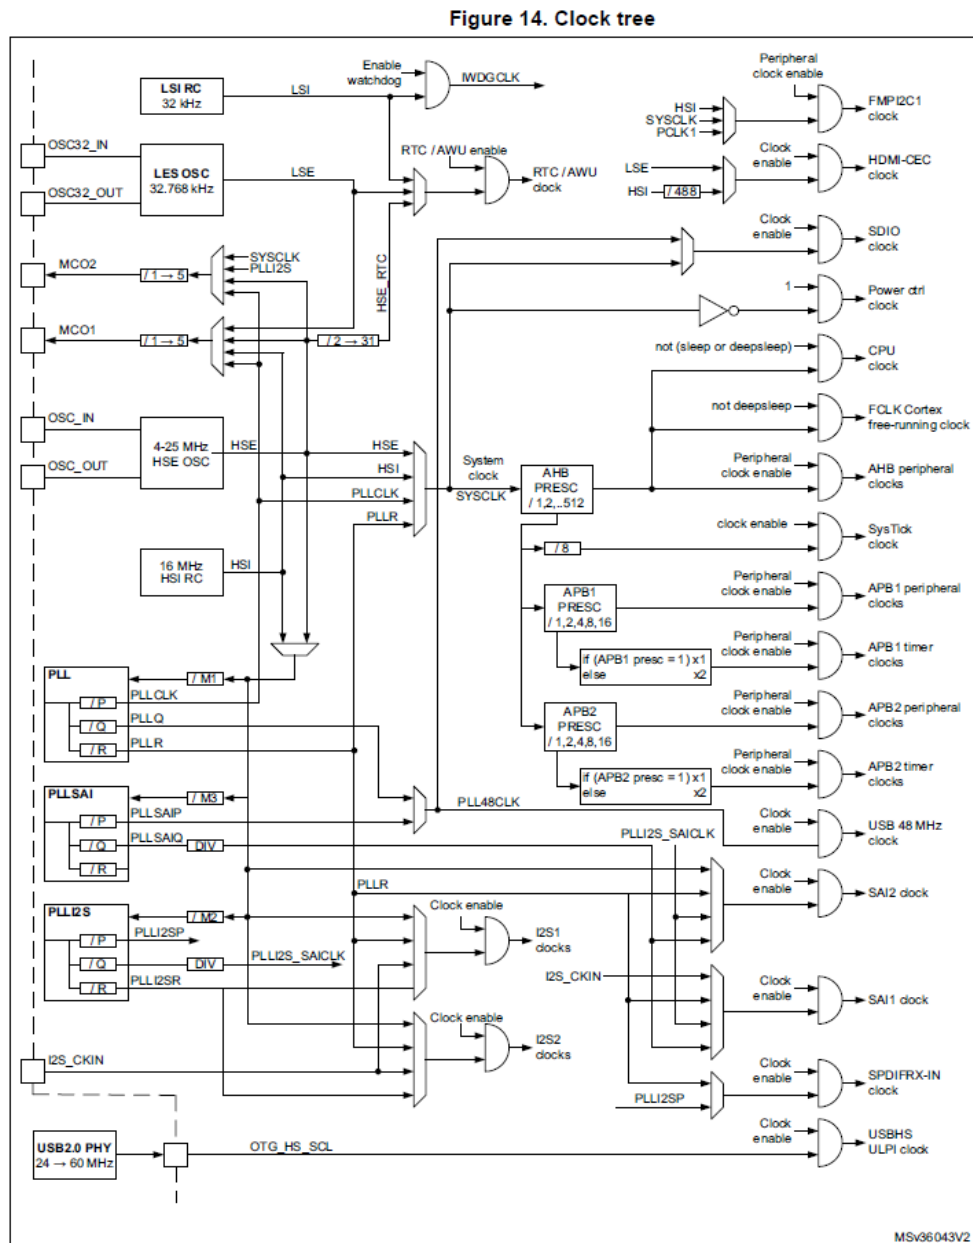 Figure 14. Clock tree
LSI RC
32 kHz
LSI
Enable
watchdog
IWDGCLK
Peripheral
clock enable
HSI
SYSCLK
PCLK1
FMPI2C1
clock
OSC32_IN
OSC32_OUT
LES OSC
32.768 kHz
LSE
RTC / AWU enable
RTC / AWU
clock
LSE
HSI
/ 488
Clock
enable
HDMI-CEC
clock
Clock
enable
SDIO
clock
MCO2
/ 1 → 5
SYSCLK
PLLI2S
HSE_RTC
1
Power ctrl
clock
MCO1
/ 1 → 5
/ 2 → 31
not (sleep or deepsleep)
CPU
clock
not deepsleep
FCLK Cortex
free-running clock
OSC_IN
OSC_OUT
4-25 MHz
HSE OSC
HSE
HSE
HSI
PLLCLK
PLLR
System
clock
SYSCLK
AHB
PRESC
/ 1,2,..512
Peripheral
clock enable
AHB peripheral
clocks
clock enable
/ 8
SysTick
clock
16 MHz
HSI RC
HSI
APB1
PRESC
/ 1,2,4,8,16
Peripheral
clock enable
APB1 peripheral
clocks
if (APB1 presc = 1) x1
else x2
Peripheral
clock enable
APB1 timer
clocks
PLL
/ M1
/ P
PLLCLK
/ Q
PLLQ
/ R
PLLR
APB2
PRESC
/ 1,2,4,8,16
Peripheral
clock enable
APB2 peripheral
clocks
if (APB2 presc = 1) x1
else x2
Peripheral
clock enable
APB2 timer
clocks
PLLSAI
/ M3
/ P
PLLSAIP
/ Q
PLLSAIQ
DIV
/ R
PLL48CLK
Clock
enable
USB 48 MHz
clock
PLLI2S_SAICLK
PLLR
Clock
enable
SAI2 clock
PLLI2S
/ M2
/ P
PLLI2SP
/ Q
DIV
PLLI2S_SAICLK
/ R
PLLI2SR
Clock enable
I2S1
clocks
I2S_CKIN
Clock
enable
SAI1 clock
Clock enable
I2S2
clocks
I2S_CKIN
PLLI2SP
Clock
enable
SPDIFRX-IN
clock
USB2.0 PHY
24 → 60 MHz
OTG_HS_SCL
Clock
enable
USBHS
ULPI clock
MSv36043V2